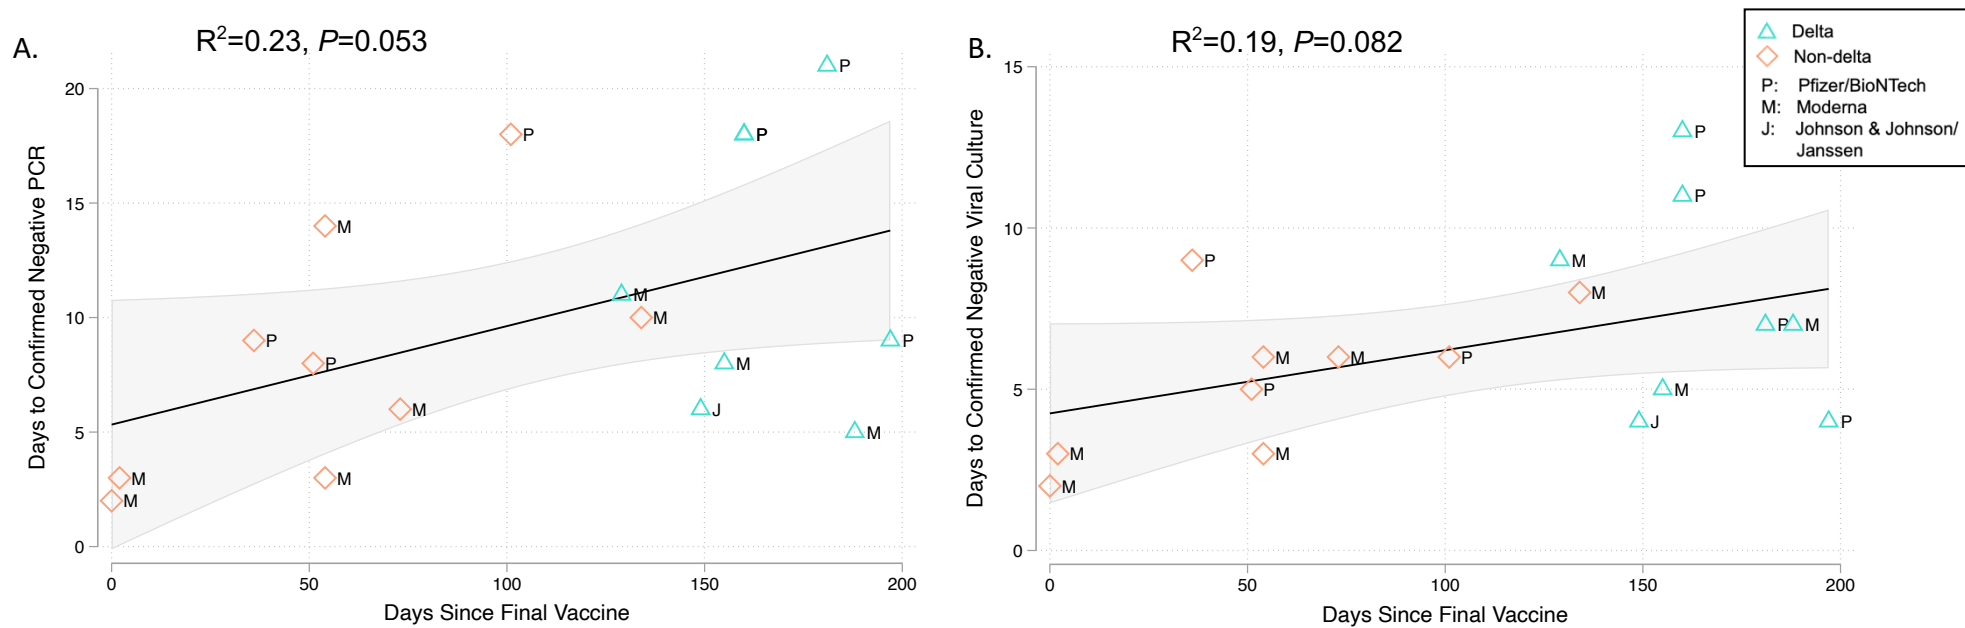 A.
R²=0.23, P=0.053
Days to Confirmed Negative PCR
20
15
10
5
0
P
P
P
M
M
M
P
P
P
M
M
J
M
M
M
M
M
0
50
100
150
200
Days Since Final Vaccine
B.
R²=0.19, P=0.082
Days to Confirmed Negative Viral Culture
15
10
5
0
P
P
P
M
M
P
M
M
M
P
P
M
J
P
M
M
M
0
50
100
150
200
Days Since Final Vaccine
Delta
Non-delta
P: Pfizer/BioNTech
M: Moderna
J: Johnson & Johnson/
Janssen